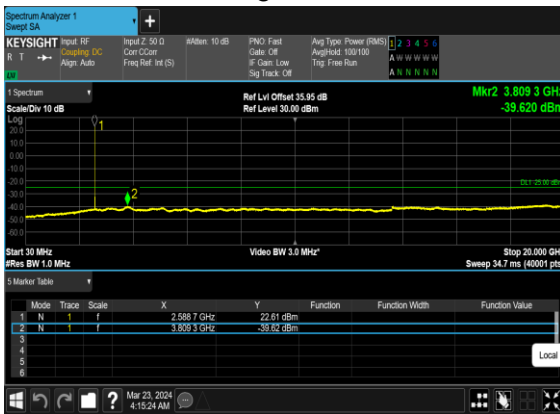 Spectrum Analyzer 1
Swept SA
+
KEYSIGHT Input: RF Input Z: 50 Ω #Atten: 10 dB PNO: Fast Avg Type: Power (RMS) 1 2 3 4 5 6
R T Coupling: DC Corr CCorr Gate: Off Avg|Hold: 100/100 A W W W W W
Align: Auto Freq Ref: Int (S) IF Gain: Low Trig: Free Run
LV Sig Track: Off A N N N N N
1 Spectrum Ref Lvl Offset 35.95 dB Mkr2 3.809 3 GHz
Scale/Div 10 dB Ref Level 30.00 dBm -39.620 dBm
Log
20.0
10.0
0.00
-10.0
-20.0
-30.0
-40.0
-50.0
-60.0
1
2
DL1 -25.00 dBm
Start 30 MHz Video BW 3.0 MHz* Stop 20.000 GH
#Res BW 1.0 MHz Sweep 34.7 ms (40001 pts
5 Marker Table
Mode Trace Scale X Y Function Function Width Function Value
1 N 1 f 2.588 7 GHz 22.61 dBm
2 N 1 f 3.809 3 GHz -39.62 dBm
3
4
5
6
Local
? Mar 23, 2024
4:15:24 AM